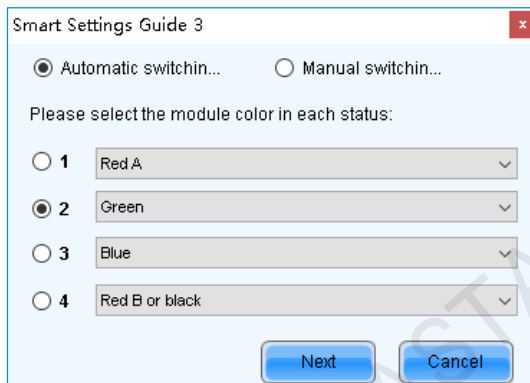 Smart Settings Guide 3
x
Automatic switchin... Manual switchin...
Please select the module color in each status:
1 Red A
2 Green
3 Blue
4 Red B or black
Next Cancel